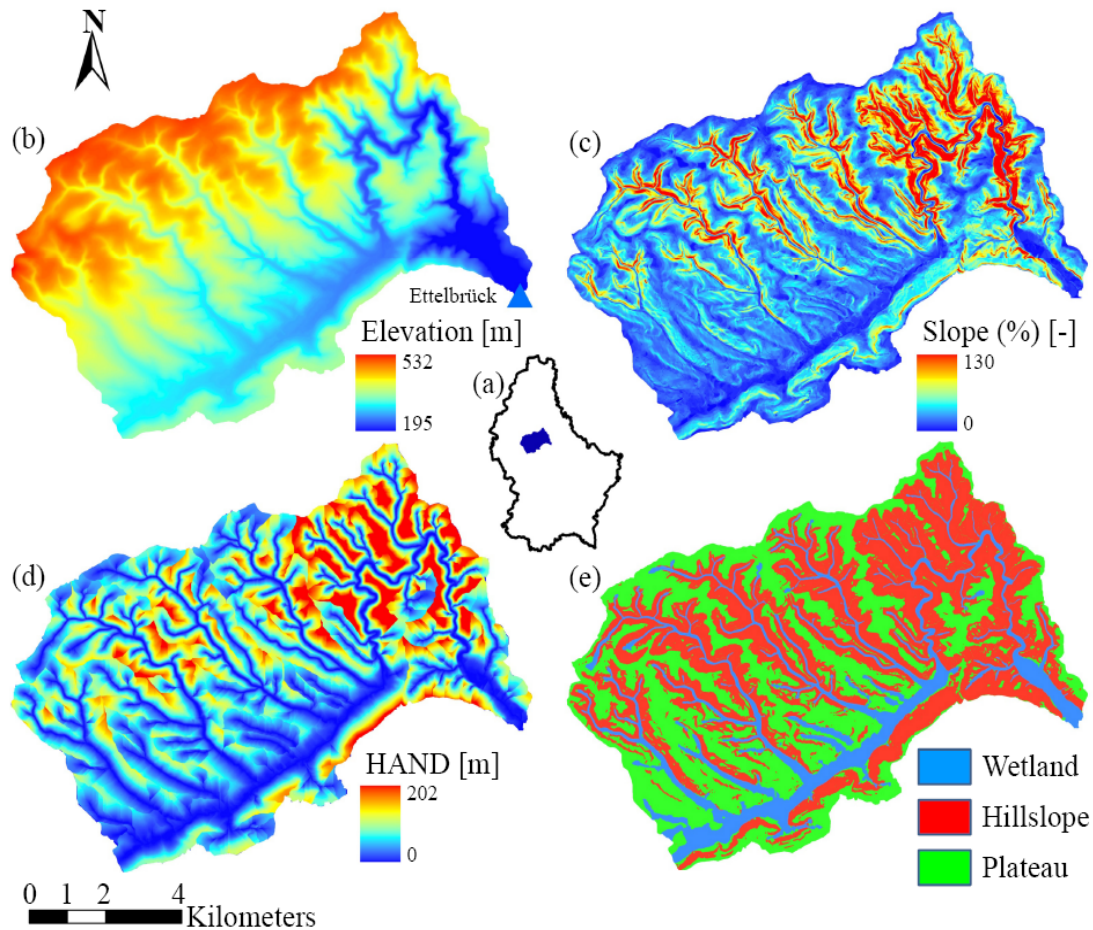 N
(b)
(c)
Ettelbrück
Elevation [m]
532
195
Slope (%) [-]
130
0
(a)
(d)
(e)
HAND [m]
202
0
Wetland
Hillslope
Plateau
0 1 2 4
Kilometers